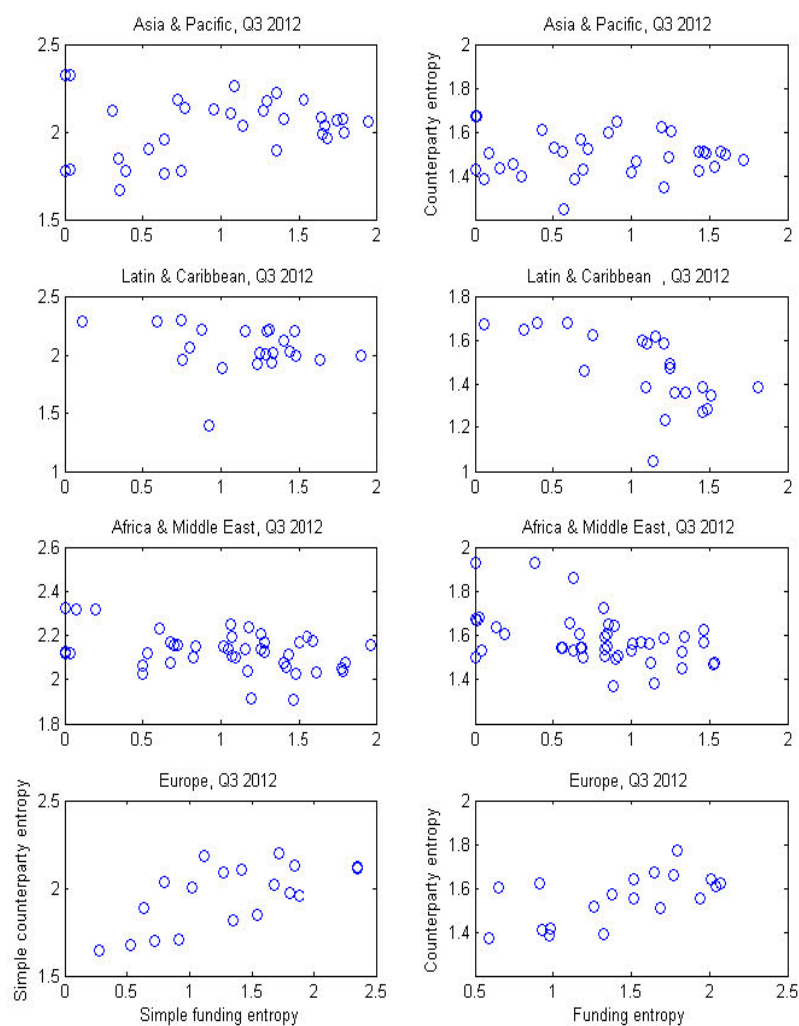 Asia & Pacific, Q3 2012
2.5
2
1.5
0 0.5 1 1.5 2
Asia & Pacific, Q3 2012
Counterparty entropy
2
1.8
1.6
1.4
0 0.5 1 1.5 2
Latin & Caribbean, Q3 2012
2.5
2
1.5
1
0 0.5 1 1.5 2
Latin & Caribbean , Q3 2012
1.8
1.6
1.4
1.2
1
0 0.5 1 1.5 2
Africa & Middle East, Q3 2012
2.6
2.4
2.2
2
1.8
0 0.5 1 1.5 2
Africa & Middle East, Q3 2012
2
1.8
1.6
1.4
0 0.5 1 1.5 2
Europe, Q3 2012
Simple counterparty entropy
2.5
2
1.5
0 0.5 1 1.5 2 2.5
Simple funding entropy
Europe, Q3 2012
Counterparty entropy
2
1.8
1.6
1.4
0.5 1 1.5 2 2.5
Funding entropy